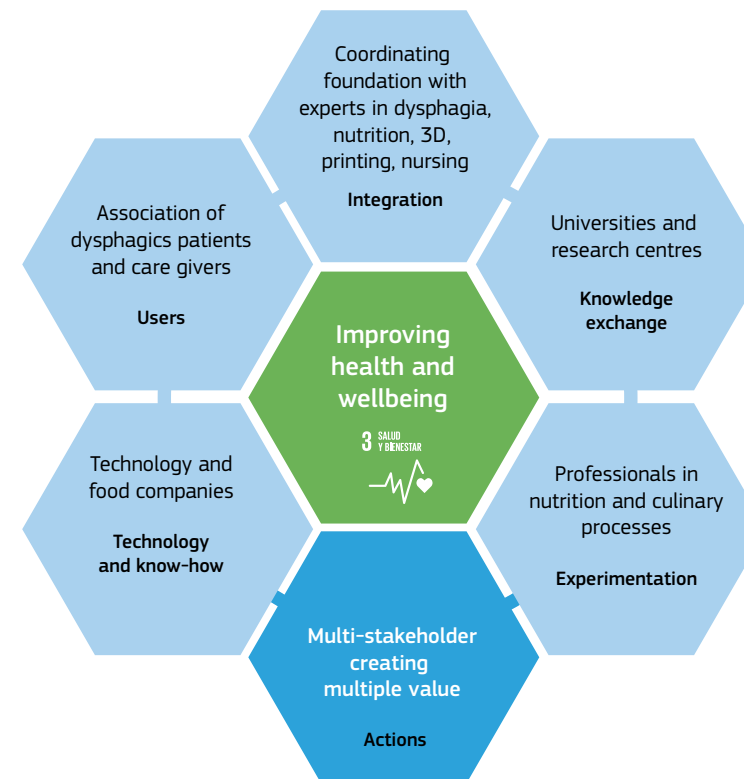 Coordinating
foundation with
experts in dysphagia,
nutrition, 3D,
printing, nursing
Integration
Association of
dysphagics patients
and care givers
Users
Universities and
research centres
Knowledge
exchange
Improving
health and
wellbeing
3 SALUD
Y BIENESTAR
Technology and
food companies
Technology
and know-how
Professionals in
nutrition and culinary
processes
Experimentation
Multi-stakeholder
creating
multiple value
Actions